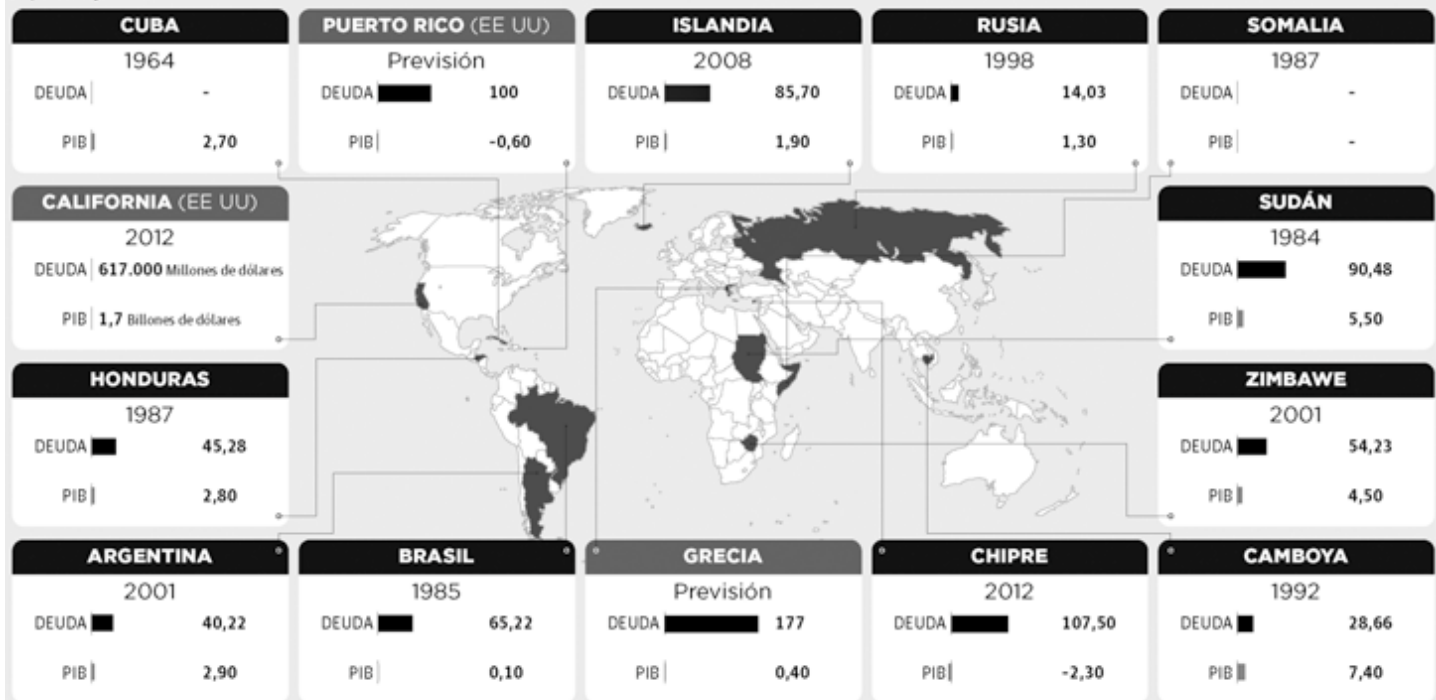 CUBA
1964
DEUDA -
PIB 2,70
PUERTO RICO (EE UU)
Previsión
DEUDA 100
PIB -0,60
ISLANDIA
2008
DEUDA 85,70
PIB 1,90
RUSIA
1998
DEUDA 14,03
PIB 1,30
SOMALIA
1987
DEUDA -
PIB -
CALIFORNIA (EE UU)
2012
DEUDA 617.000 Millones de dólares
PIB 1,7 Billones de dólares
SUDÁN
1984
DEUDA 90,48
PIB 5,50
HONDURAS
1987
DEUDA 45,28
PIB 2,80
ZIMBAWE
2001
DEUDA 54,23
PIB 4,50
ARGENTINA
2001
DEUDA 40,22
PIB 2,90
BRASIL
1985
DEUDA 65,22
PIB 0,10
GRECIA
Previsión
DEUDA 177
PIB 0,40
CHIPRE
2012
DEUDA 107,50
PIB -2,30
CAMBOYA
1992
DEUDA 28,66
PIB 7,40